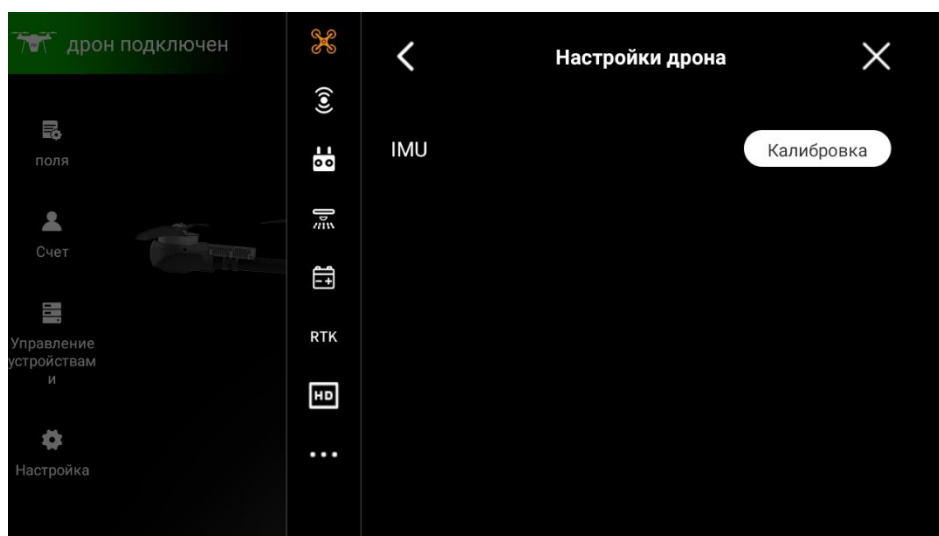 дрон подключен
Настройки дрона
поля
IMU
Калибровка
Счет
Управление
устройствам
и
RTK
HD
Настройка